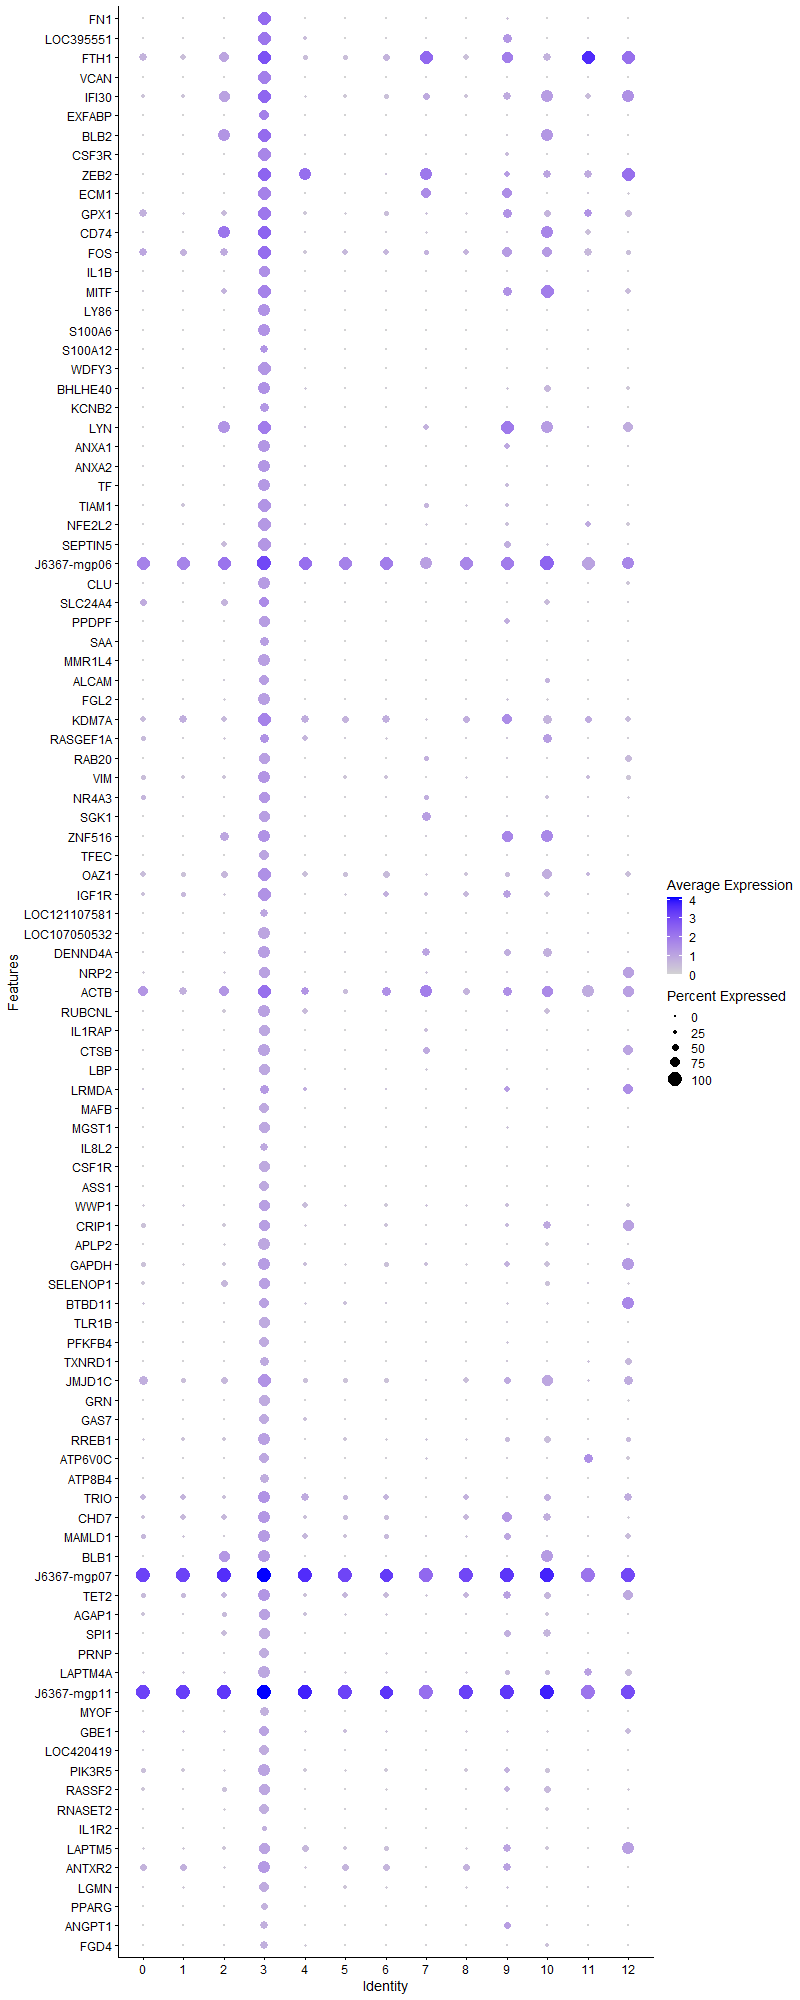 FN1
LOC395551
FTH1
VCAN
IFI30
EXFABP
BLB2
CSF3R
ZEB2
ECM1
GPX1
CD74
FOS
IL1B
MITF
LY86
S100A6
S100A12
WDFY3
BHLHE40
KCNB2
LYN
ANXA1
ANXA2
TF
TIAM1
NFE2L2
SEPTIN5
J6367-mgp06
CLU
SLC24A4
PPDPF
SAA
MMR1L4
ALCAM
FGL2
KDM7A
RASGEF1A
RAB20
VIM
NR4A3
SGK1
ZNF516
TFEC
OAZ1
IGF1R
LOC121107581
LOC107050532
DENND4A
NRP2
ACTB
RUBCNL
IL1RAP
CTSB
LBP
LRMDA
MAFB
MGST1
IL8L2
CSF1R
ASS1
WWP1
CRIP1
APLP2
GAPDH
SELENOP1
BTBD11
TLR1B
PFKFB4
TXNRD1
JMJD1C
GRN
GAS7
RREB1
ATP6V0C
ATP8B4
TRIO
CHD7
MAMLD1
BLB1
J6367-mgp07
TET2
AGAP1
SPI1
PRNP
LAPTM4A
J6367-mgp11
MYOF
GBE1
LOC420419
PIK3R5
RASSF2
RNASET2
IL1R2
LAPTM5
ANTXR2
LGMN
PPARG
ANGPT1
FGD4
Features
0 1 2 3 4 5 6 7 8 9 10 11 12
Identity
Average Expression
4
3
2
1
0
Percent Expressed
0
25
50
75
100